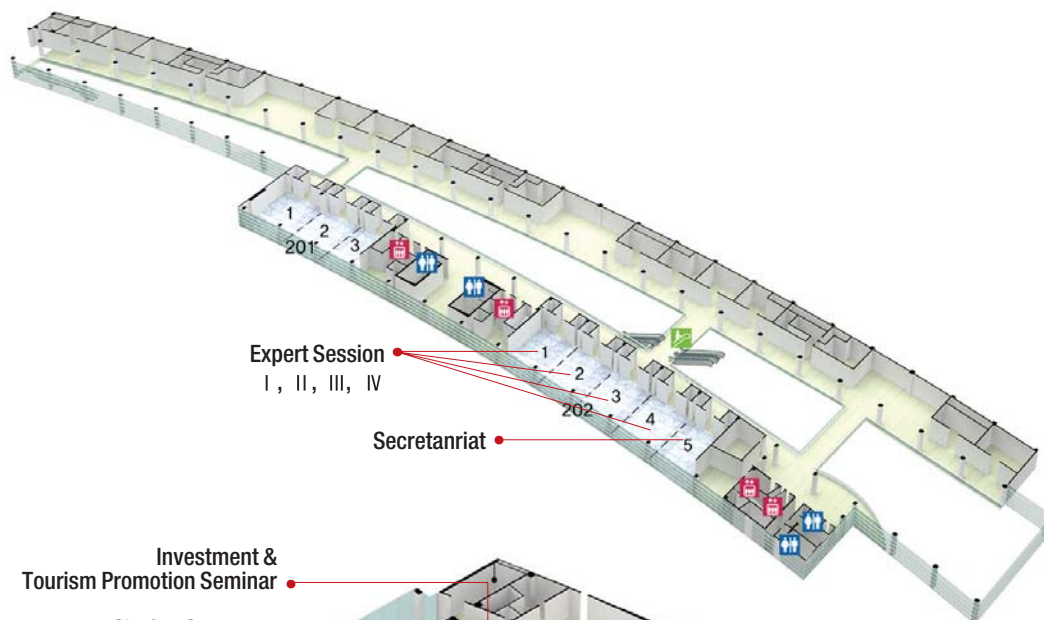 1
2
3
201
Expert Session
I , II, III, IV
1
2
3
202
4
5
Secretanriat
Investment &
Tourism Promotion Seminar